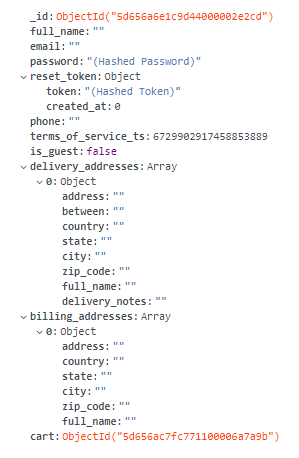 _id: ObjectId("5d656a6e1c9d44000002e2cd")
full_name: ""
email: ""
password: "(Hashed Password)"
reset_token: Object
token: "(Hashed Token)"
created_at: 0
phone: ""
terms_of_service_ts: 6729902917458853889
is_guest: false
delivery_addresses: Array
0: Object
address: ""
between: ""
country: ""
state: ""
city: ""
zip_code: ""
full_name: ""
delivery_notes: ""
billing_addresses: Array
0: Object
address: ""
country: ""
state: ""
city: ""
zip_code: ""
full_name: ""
cart: ObjectId("5d656ac7fc771100006a7a9b")